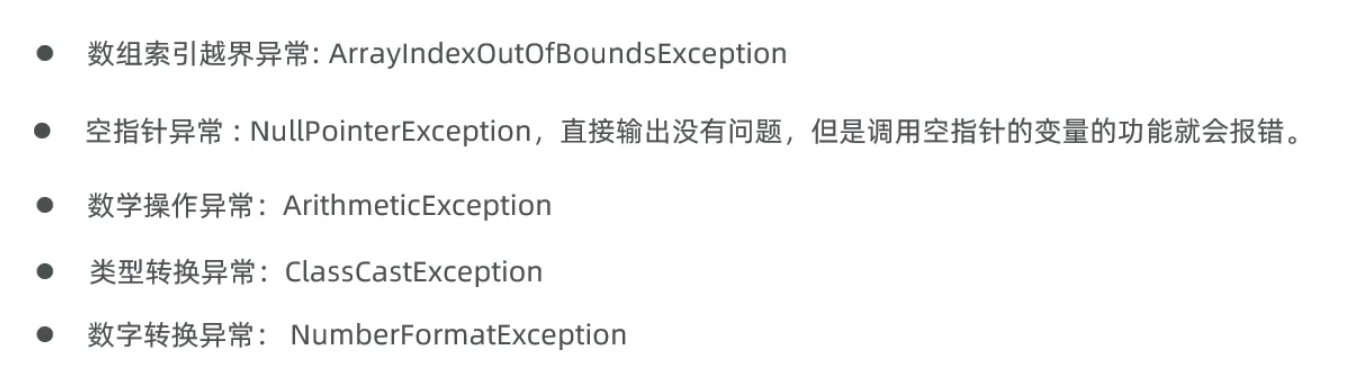 ● 数组索引越界异常: ArrayIndexOutOfBoundsException
● 空指针异常 : NullPointerException，直接输出没有问题，但是调用空指针的变量的功能就会报错。
● 数学操作异常：ArithmeticException
● 类型转换异常：ClassCastException
● 数字转换异常： NumberFormatException